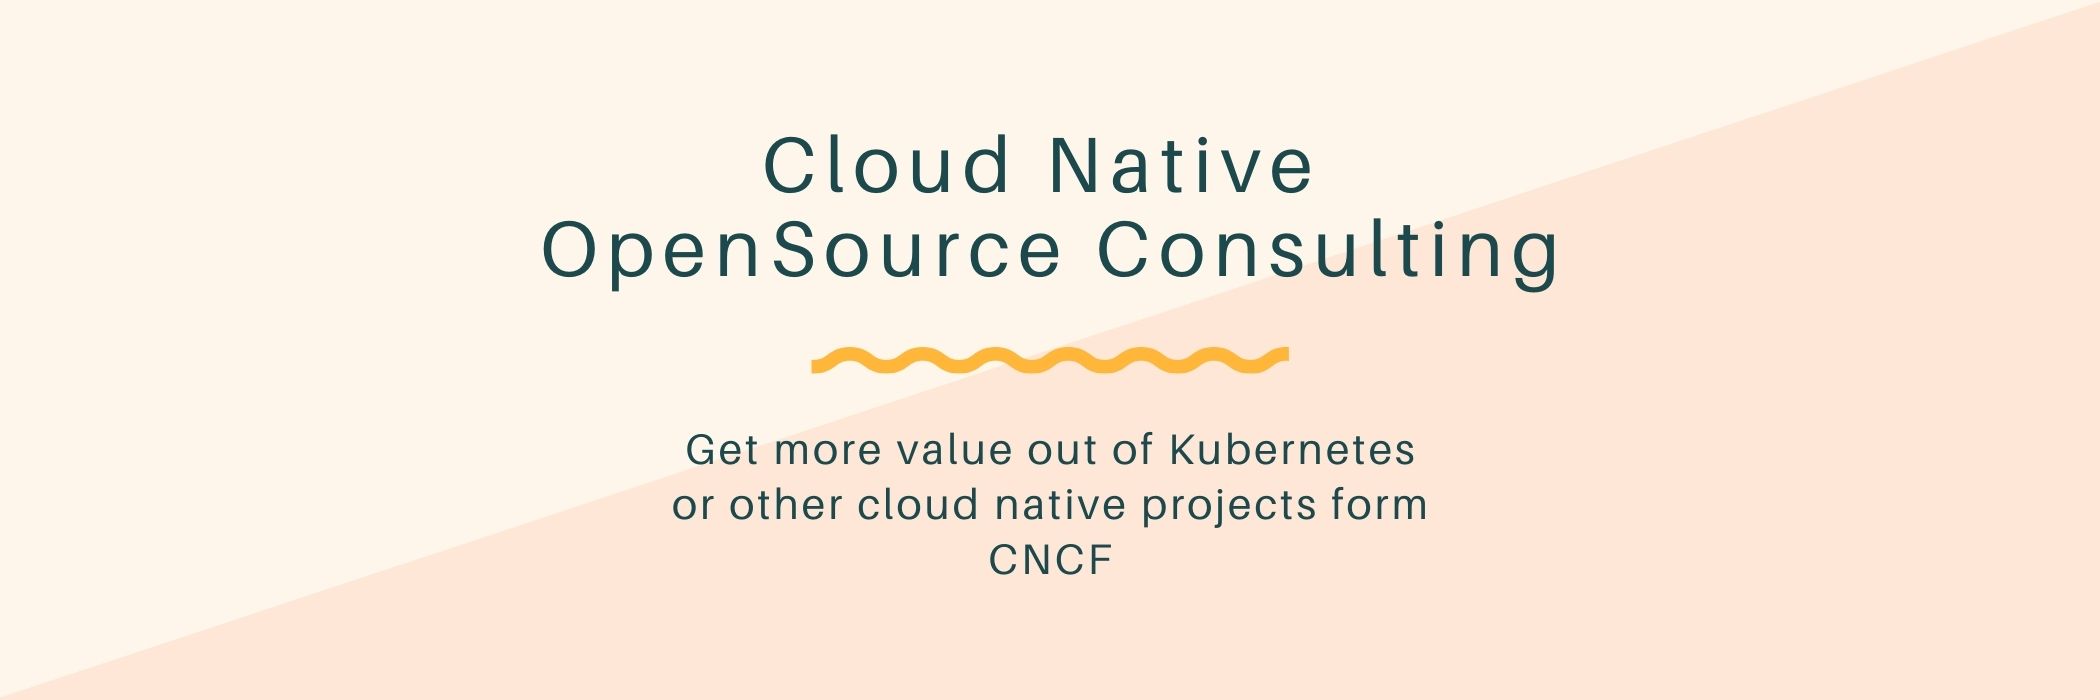 Cloud Native
OpenSource Consulting
Get more value out of Kubernetes
or other cloud native projects form
CNCF